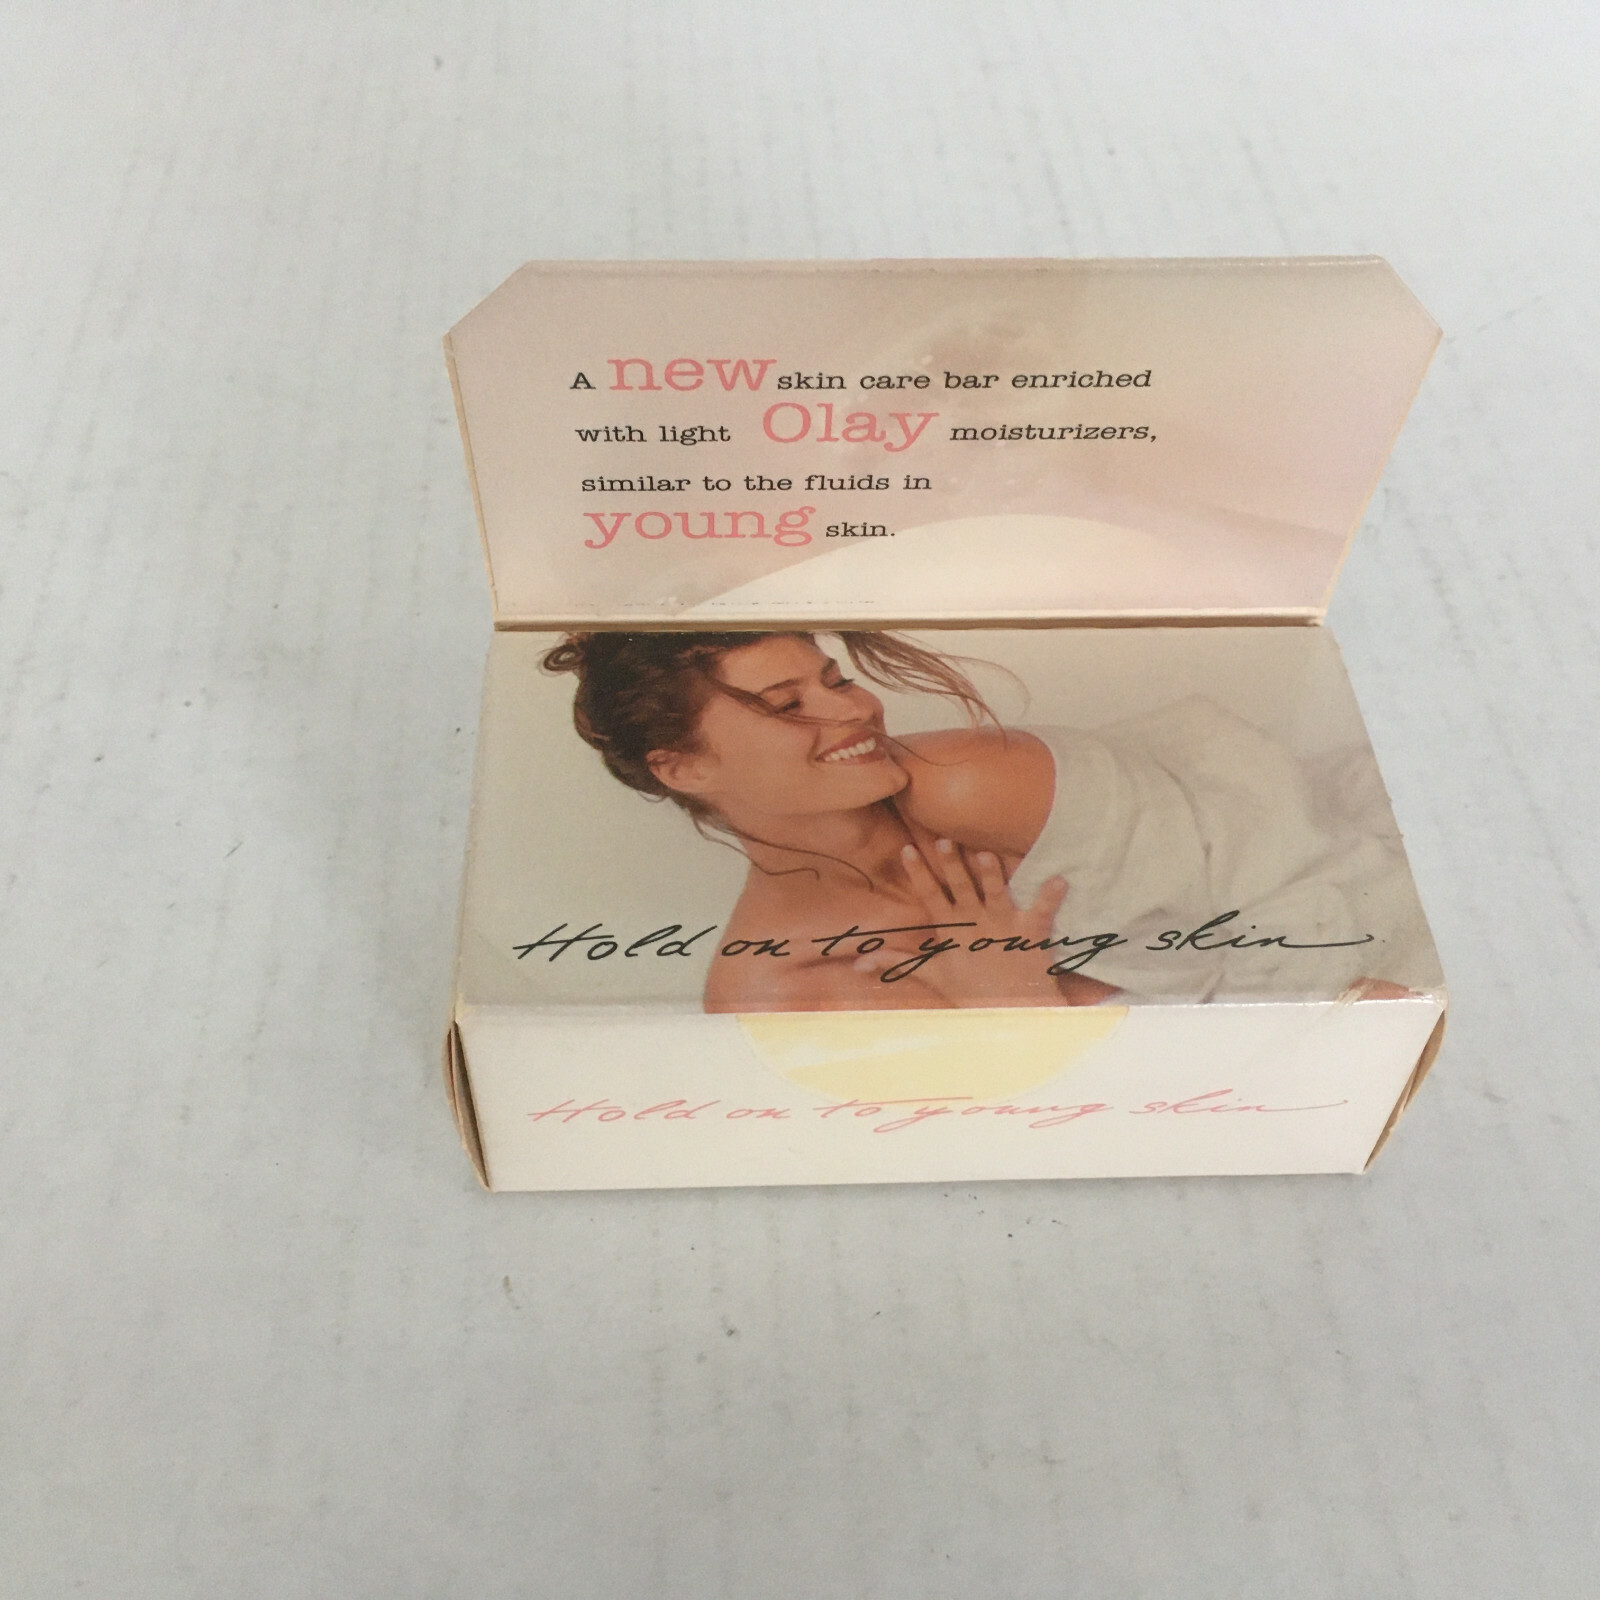 A new skin care bar enriched
with light Olay moisturizers,
similar to the fluids in
young skin.
Hold on to young skin
Hold on to young skin